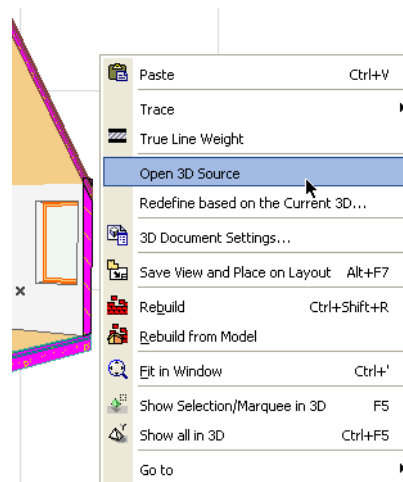 Paste Ctrl+V
Trace
True Line Weight
Open 3D Source
Redefine based on the Current 3D...
3D Document Settings...
Save View and Place on Layout Alt+F7
Rebuild Ctrl+Shift+R
Rebuild from Model
Fit in Window Ctrl+'
Show Selection/Marquee in 3D F5
Show all in 3D Ctrl+F5
Go to